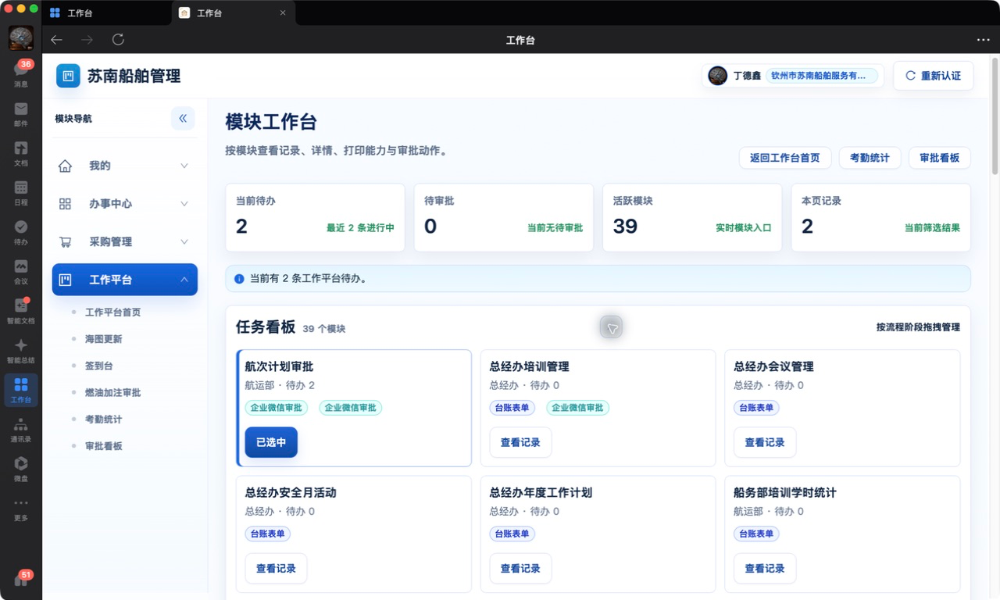 工作台
工作台
工作台
36
消息
邮件
文档
日程
待办
会议
智能文档
智能总结
工作台
通讯录
微盘
更多
51
苏南船舶管理
丁德鑫
钦州市苏南船舶服务有...
重新认证
模块导航
我的
办事中心
采购管理
工作平台
工作平台首页
海图更新
签到台
燃油加注审批
考勤统计
审批看板
模块工作台
按模块查看记录、详情、打印能力与审批动作。
返回工作台首页
考勤统计
审批看板
当前待办
2
最近 2 条进行中
待审批
0
当前无待审批
活跃模块
39
实时模块入口
本页记录
2
当前筛选结果
当前有 2 条工作平台待办。
任务看板 39 个模块
按流程阶段拖拽管理
航次计划审批
航运部 · 待办 2
企业微信审批 企业微信审批
已选中
总经办培训管理
总经办 · 待办 0
台账表单 企业微信审批
查看记录
总经办会议管理
总经办 · 待办 0
台账表单
查看记录
总经办安全月活动
总经办 · 待办 0
台账表单
查看记录
总经办年度工作计划
总经办 · 待办 0
台账表单
查看记录
船务部培训学时统计
航运部 · 待办 0
台账表单
查看记录